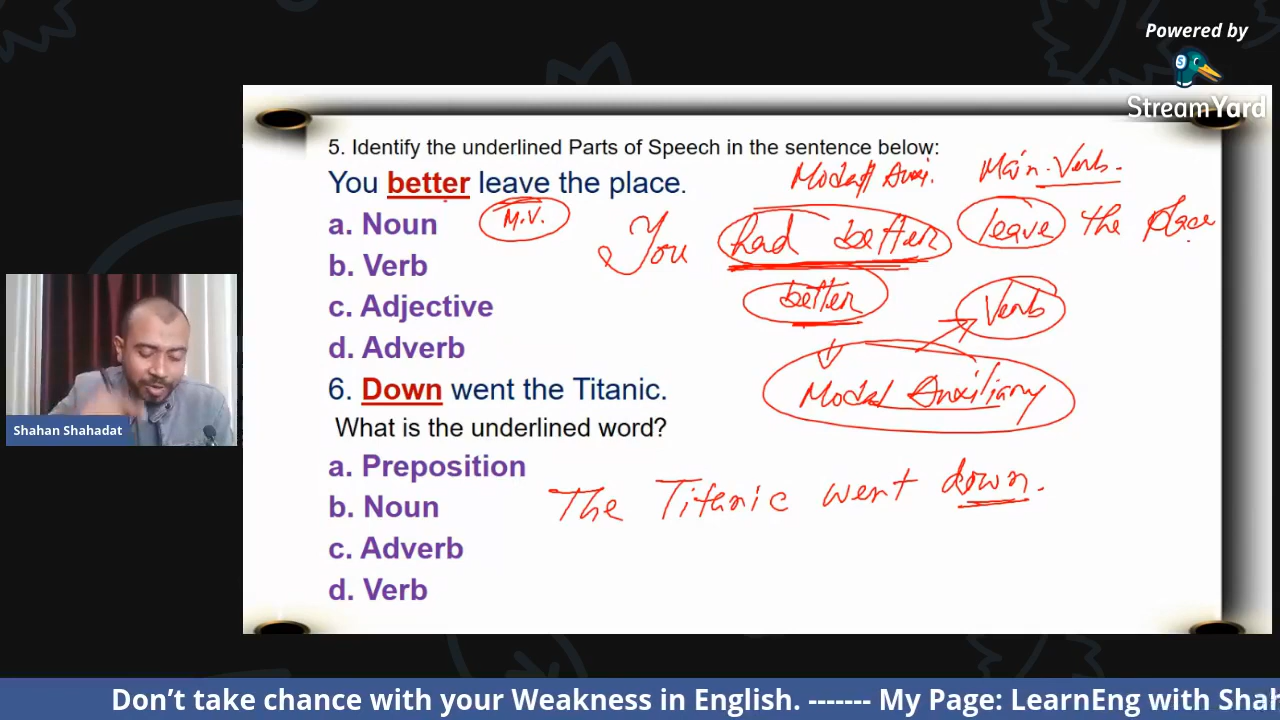 Powered by
StreamYard
5. Identify the underlined Parts of Speech in the sentence below:
You better leave the place.
Modal Auxi.
Main Verb.
a. Noun
M.V.
You had better leave the place
b. Verb
better
Verb
c. Adjective
d. Adverb
Modal Auxiliary
6. Down went the Titanic.
What is the underlined word?
a. Preposition
b. Noun
The Titanic went down.
c. Adverb
d. Verb
Shahan Shahadat
Don’t take chance with your Weakness in English. ------- My Page: LearnEng with Shah